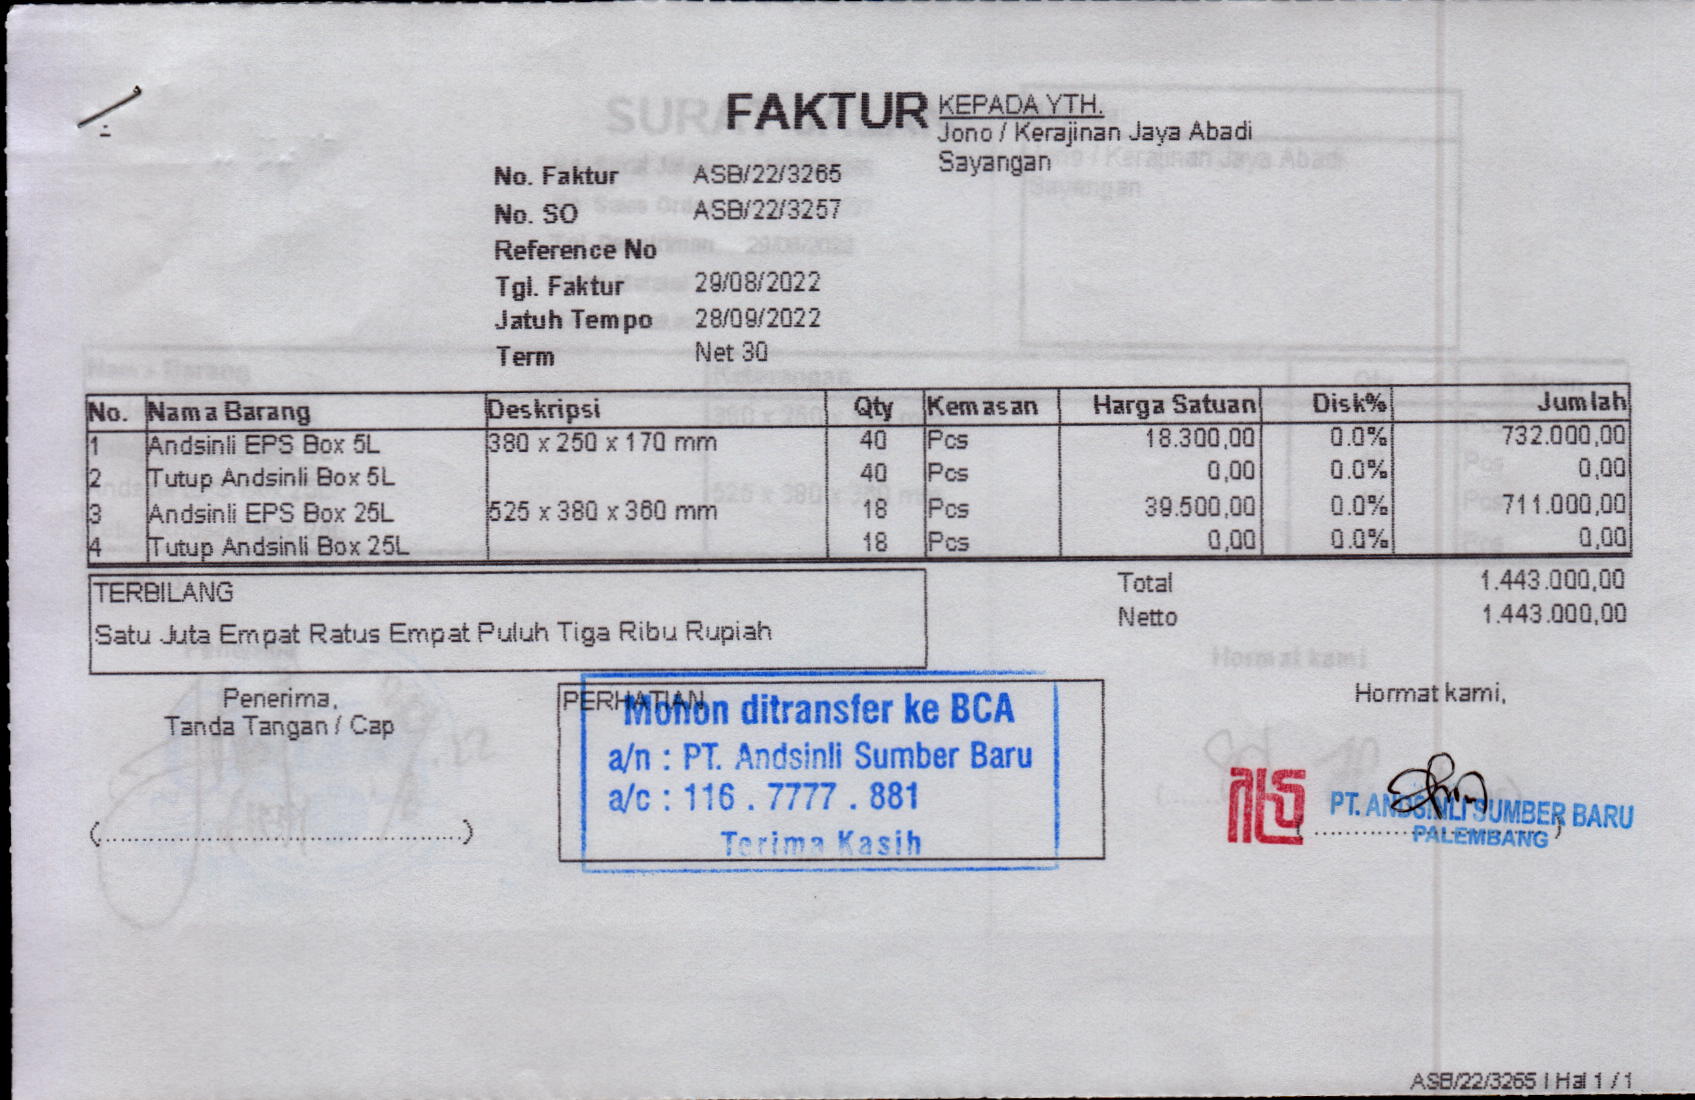 FAKTUR
KEPADA YTH.
Jono / Kerajinan Jaya Abadi
Sayangan
No. Faktur ASB/22/3265
No. SO ASB/22/3257
Reference No
Tgl. Faktur 29/08/2022
Jatuh Tempo 28/09/2022
Term Net 30
No. Nama Barang Deskripsi Qty Kemasan Harga Satuan Disk% Jumlah
1 Andsinli EPS Box 5L 380 x 250 x 170 mm 40 Pcs 18.300,00 0.0% 732.000,00
2 Tutup Andsinli Box 5L 40 Pcs 0,00 0.0% 0,00
3 Andsinli EPS Box 25L 525 x 380 x 360 mm 18 Pcs 39.500,00 0.0% 711.000,00
4 Tutup Andsinli Box 25L 18 Pcs 0,00 0.0% 0,00
TERBILANG
Satu Juta Empat Ratus Empat Puluh Tiga Ribu Rupiah
Total 1.443.000,00
Netto 1.443.000,00
Penerima,
Tanda Tangan / Cap
(......................................)
PERHATIAN
Mohon ditransfer ke BCA
a/n : PT. Andsinli Sumber Baru
a/c : 116 . 7777 . 881
Terima Kasih
Hormat kami,
PT. ANDSINLI SUMBER BARU
PALEMBANG
ASB/22/3265 | Hal 1 / 1